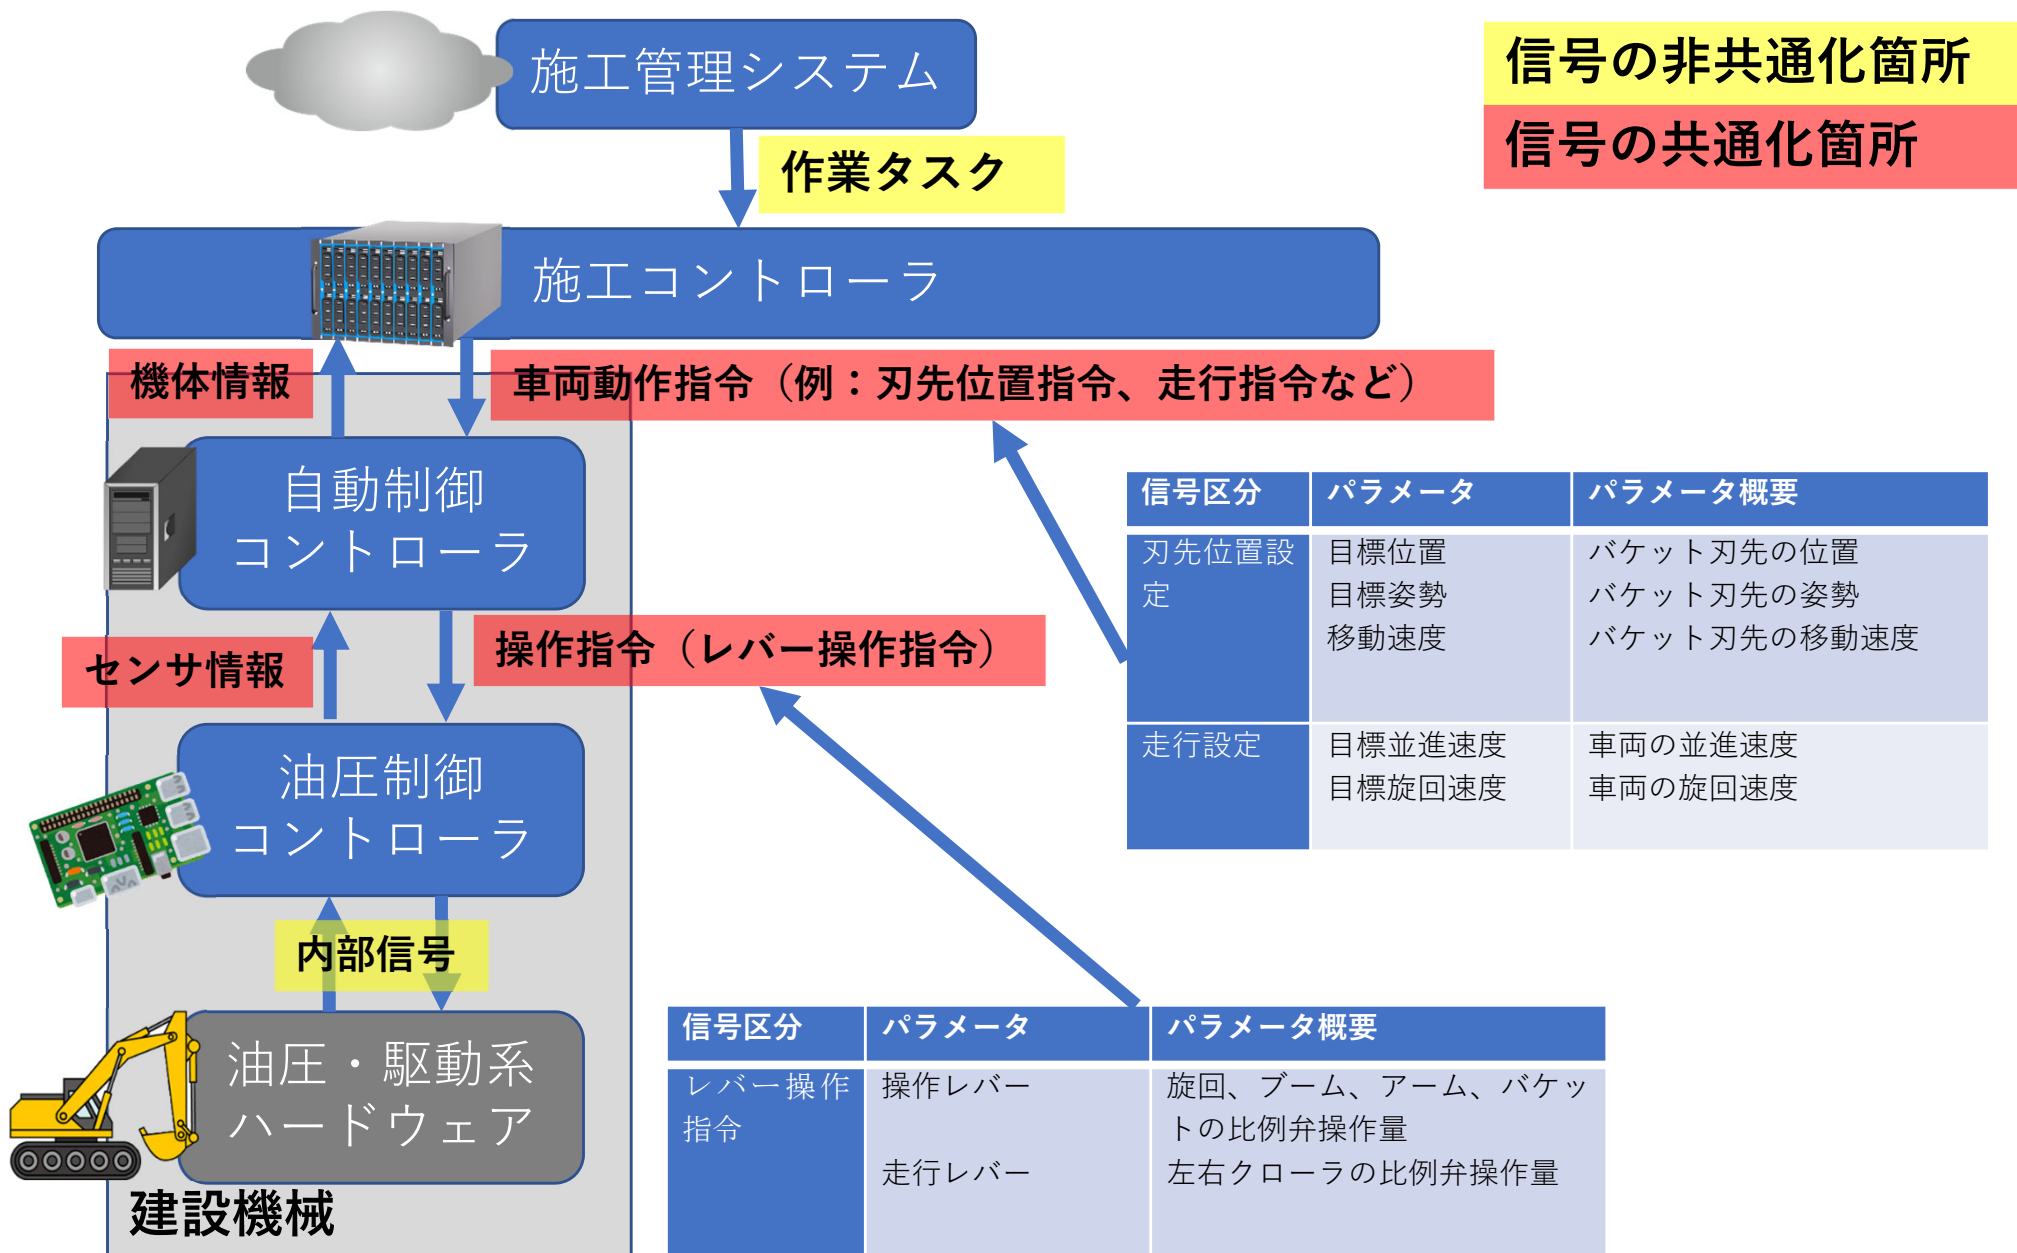 施工管理システム
信号の非共通化箇所
信号の共通化箇所
作業タスク
施工コントローラ
機体情報
車両動作指令（例：刃先位置指令、走行指令など）
自動制御
コントローラ
センサ情報
操作指令（レバー操作指令）
油圧制御
コントローラ
内部信号
油圧・駆動系
ハードウェア
建設機械
信号区分 パラメータ パラメータ概要
刃先位置設 目標位置 バケット刃先の位置
定 目標姿勢 バケット刃先の姿勢
移動速度 バケット刃先の移動速度
走行設定 目標並進速度 車両の並進速度
目標旋回速度 車両の旋回速度
信号区分 パラメータ パラメータ概要
レバー操作 操作レバー 旋回、ブーム、アーム、バケッ
指令 トの比例弁操作量
走行レバー 左右クローラの比例弁操作量